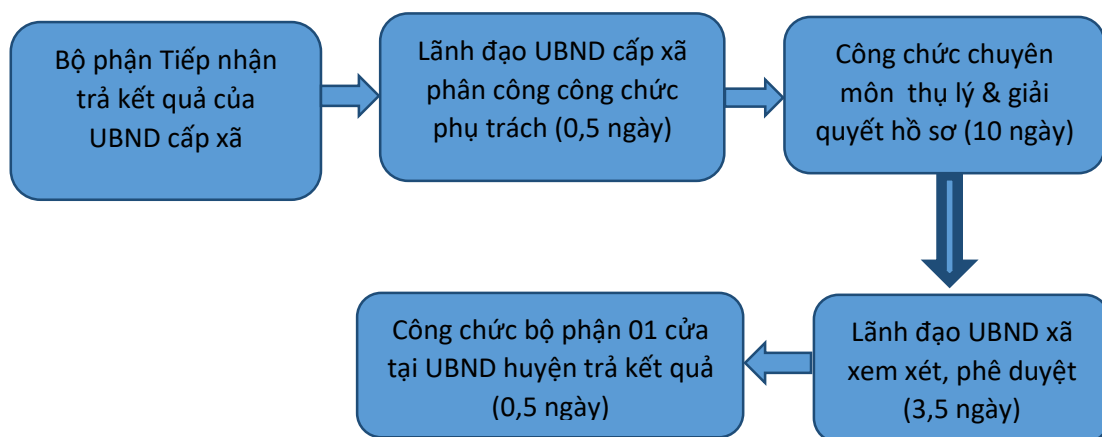 Bộ phận Tiếp nhận
trả kết quả của
UBND cấp xã
Lãnh đạo UBND cấp xã
phân công công chức
phụ trách (0,5 ngày)
Công chức chuyên
môn thụ lý & giải
quyết hồ sơ (10 ngày)
Lãnh đạo UBND xã
xem xét, phê duyệt
(3,5 ngày)
Công chức bộ phận 01 cửa
tại UBND huyện trả kết quả
(0,5 ngày)